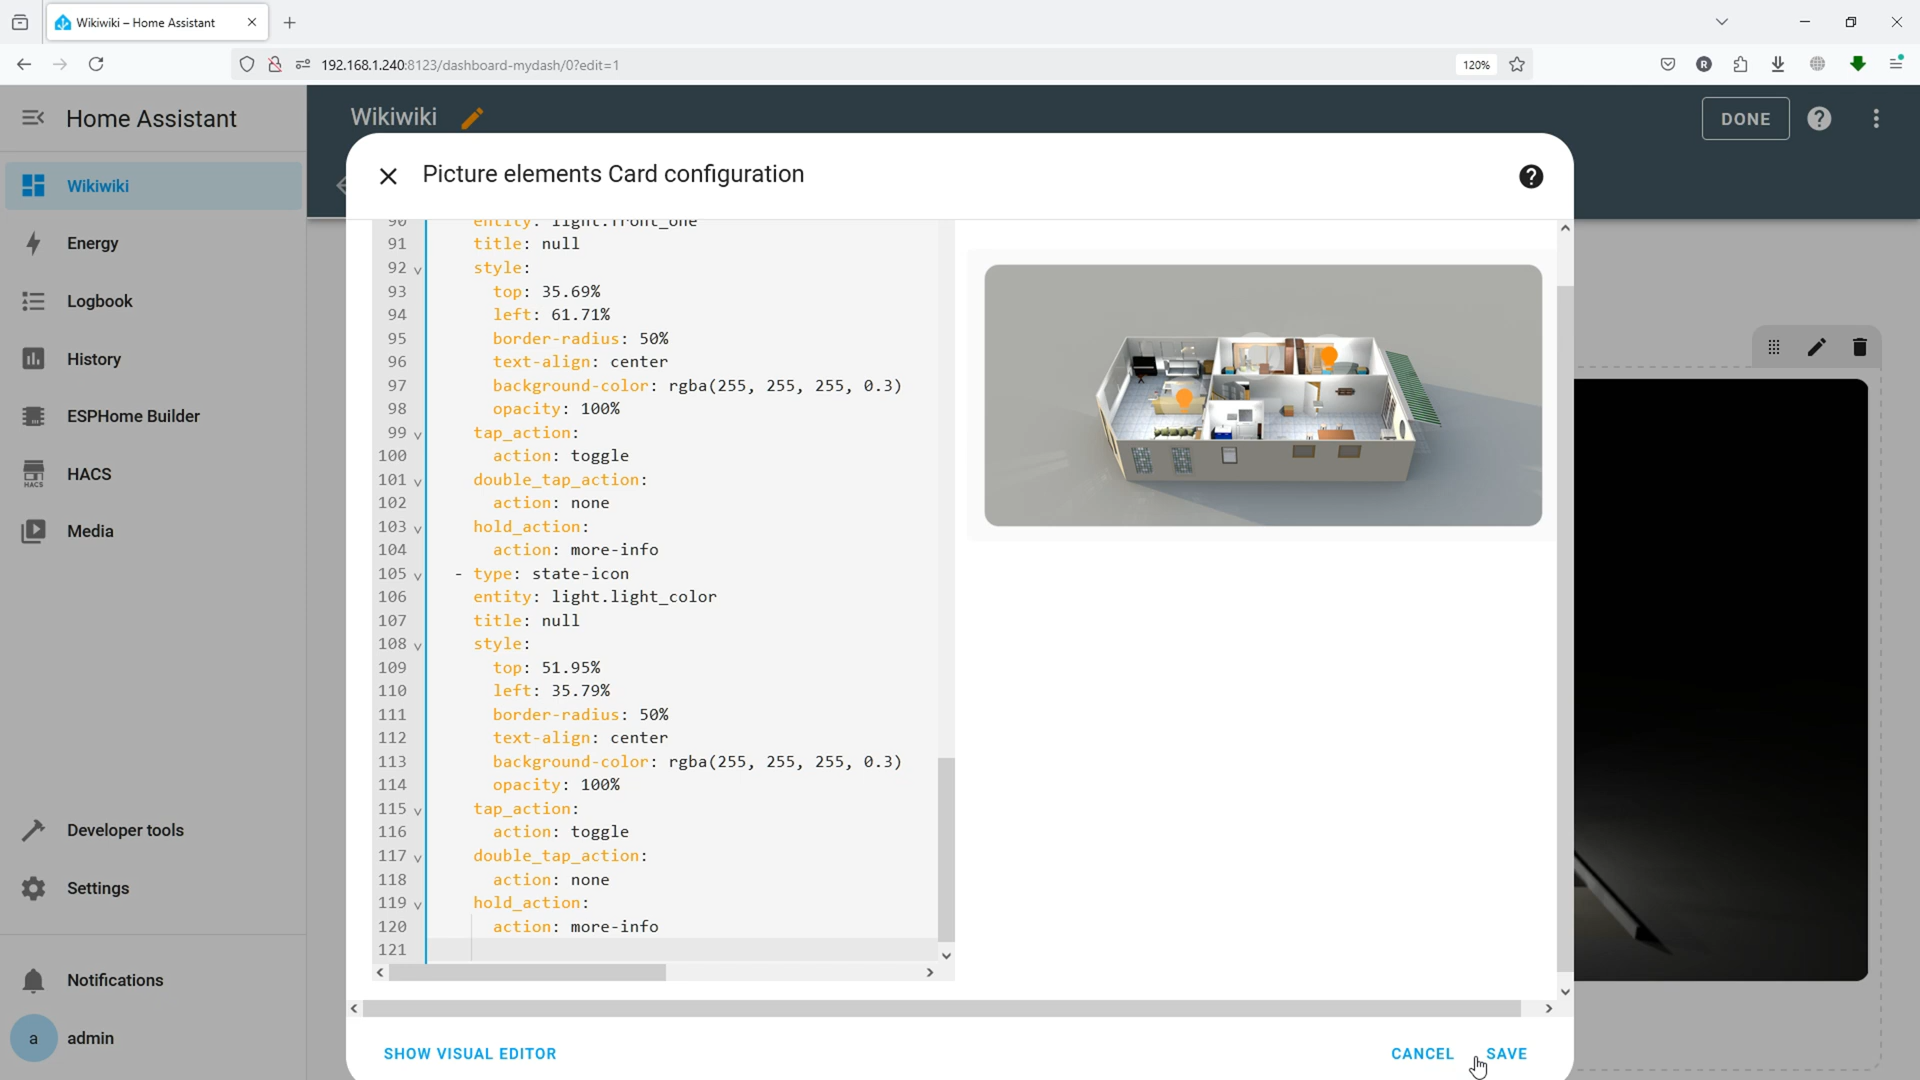 Wikiwiki – Home Assistant
192.168.1.240:8123/dashboard-mydash/0?edit=1
120%
R
Home Assistant
Wikiwiki
DONE
?
Wikiwiki
Energy
Logbook
History
ESPHome Builder
HACS
HACS
Media
Developer tools
Settings
Notifications
a
admin
Picture elements Card configuration
?
90 entity: light.front_one
91 title: null
92 style:
93 top: 35.69%
94 left: 61.71%
95 border-radius: 50%
96 text-align: center
97 background-color: rgba(255, 255, 255, 0.3)
98 opacity: 100%
99 tap_action:
100 action: toggle
101 double_tap_action:
102 action: none
103 hold_action:
104 action: more-info
105 - type: state-icon
106 entity: light.light_color
107 title: null
108 style:
109 top: 51.95%
110 left: 35.79%
111 border-radius: 50%
112 text-align: center
113 background-color: rgba(255, 255, 255, 0.3)
114 opacity: 100%
115 tap_action:
116 action: toggle
117 double_tap_action:
118 action: none
119 hold_action:
120 action: more-info
121
SHOW VISUAL EDITOR
CANCEL
SAVE